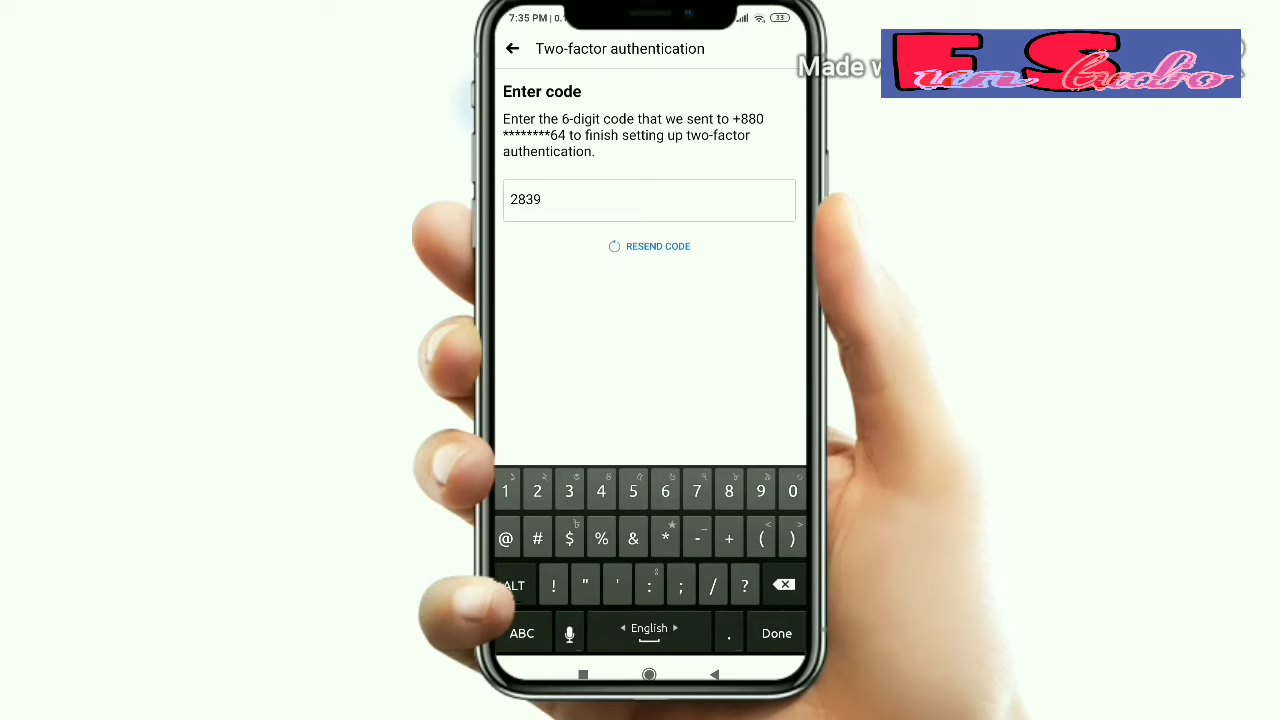 7:35 PM | 0.1
33
Two-factor authentication
Made w
Enter code
Enter the 6-digit code that we sent to +880
********64 to finish setting up two-factor
authentication.
2839
RESEND CODE
1 2 3 4 5 6 7 8 9 0
@ # $ % & * - + ( )
ALT ! " ' : ; / ?
ABC English . Done